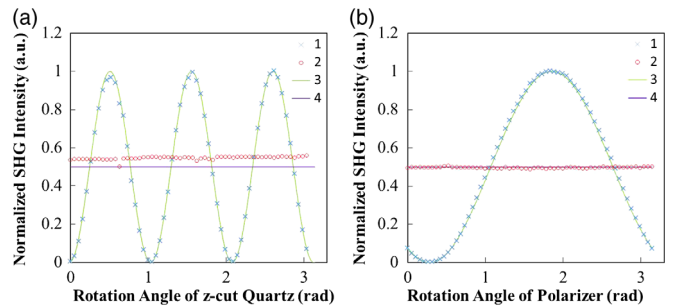 (a)
Normalized SHG Intensity (a.u.)
1.2
1
0.8
0.6
0.4
0.2
0
0 1 2 3
Rotation Angle of z-cut Quartz (rad)
1
2
3
4
(b)
Normalized SHG Intensity (a.u.)
1.2
1
0.8
0.6
0.4
0.2
0
0 1 2 3
Rotation Angle of Polarizer (rad)
1
2
3
4